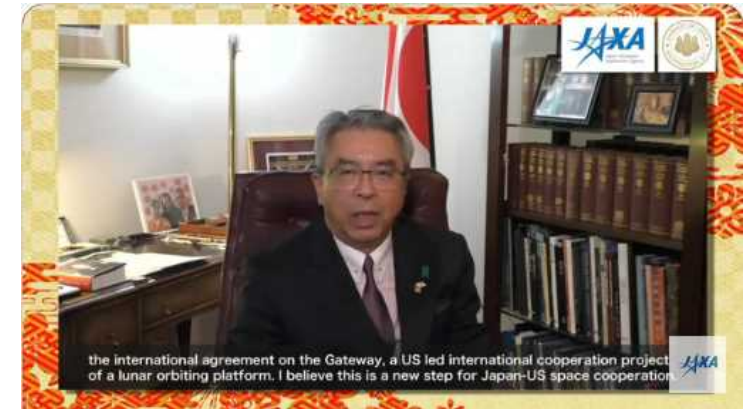 JAXA
the international agreement on the Gateway, a US led international cooperation project
of a lunar orbiting platform. I believe this is a new step for Japan-US space cooperation.
JAXA